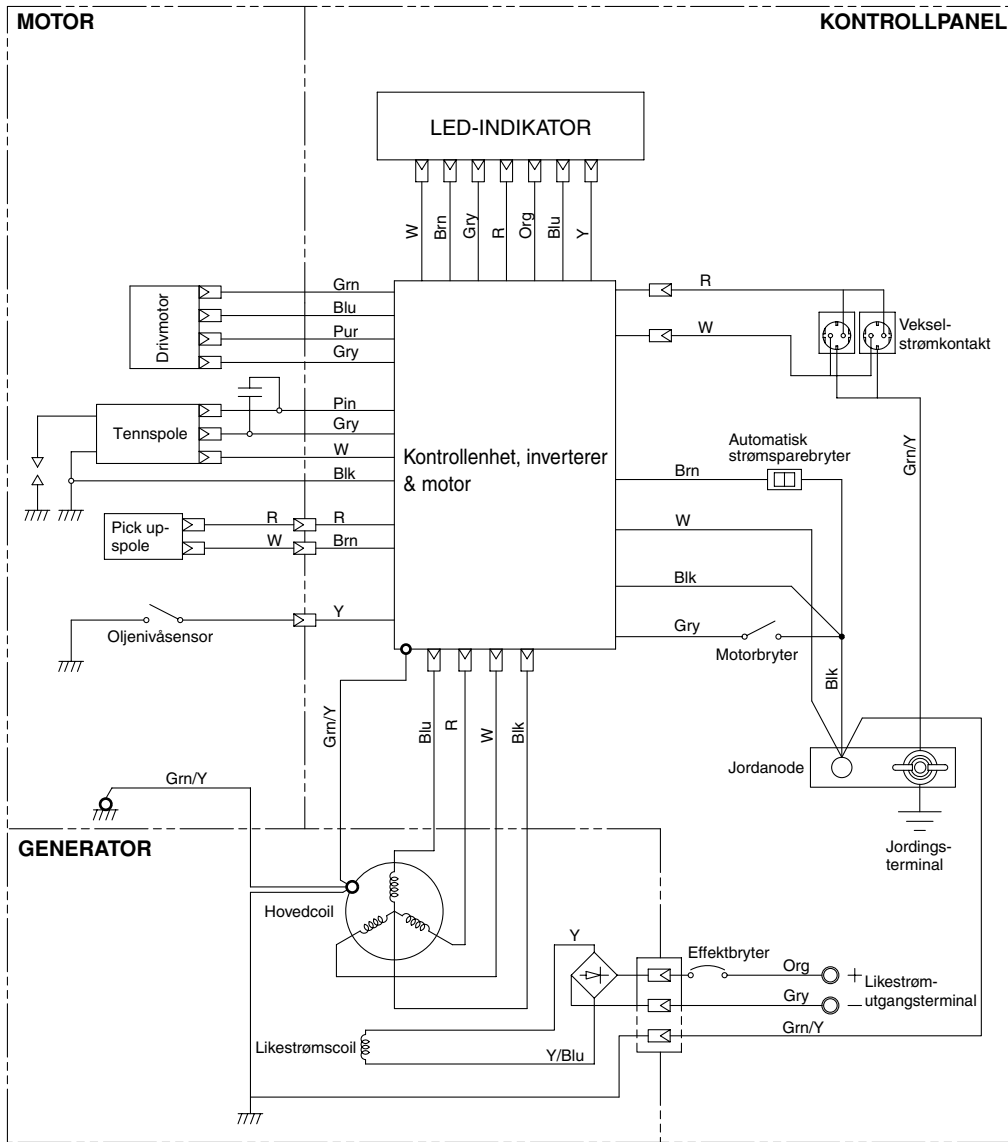 MOTOR
KONTROLLPANEL
LED-INDIKATOR
W
Brn
Gry
R
Org
Blu
Y
Drivmotor
Grn
Blu
Pur
Gry
R
W
Veksel-
strømkontakt
Tennspole
Pin
Gry
W
Blk
Kontrollenhet, inverterer
& motor
Automatisk
strømsparebryter
Brn
Grn/Y
W
Pick up-
spole
R
R
W
Brn
Blk
Oljenivåsensor
Y
Gry
Motorbryter
Blk
Grn/Y
Blu
R
W
Blk
Jordanode
Jordings-
terminal
Grn/Y
GENERATOR
Hovedcoil
Y
Effektbryter
Org
+
Likestrøm-
utgangsterminal
Gry
−
Grn/Y
Likestrømscoil
Y/Blu